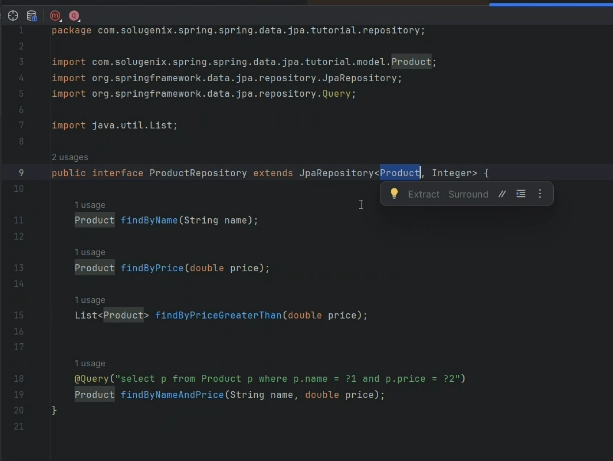 1 package com.solugenix.spring.spring.data.jpa.tutorial.repository;
2
3 import com.solugenix.spring.spring.data.jpa.tutorial.model.Product;
4 import org.springframework.data.jpa.repository.JpaRepository;
5 import org.springframework.data.jpa.repository.Query;
6
7 import java.util.List;
8
2 usages
9 public interface ProductRepository extends JpaRepository<Product, Integer> {
10
Extract Surround //
1 usage
11 Product findByName(String name);
12
1 usage
13 Product findByPrice(double price);
14
1 usage
15 List<Product> findByPriceGreaterThan(double price);
16
17
1 usage
18 @Query("select p from Product p where p.name = ?1 and p.price = ?2")
19 Product findByNameAndPrice(String name, double price);
20 }
21